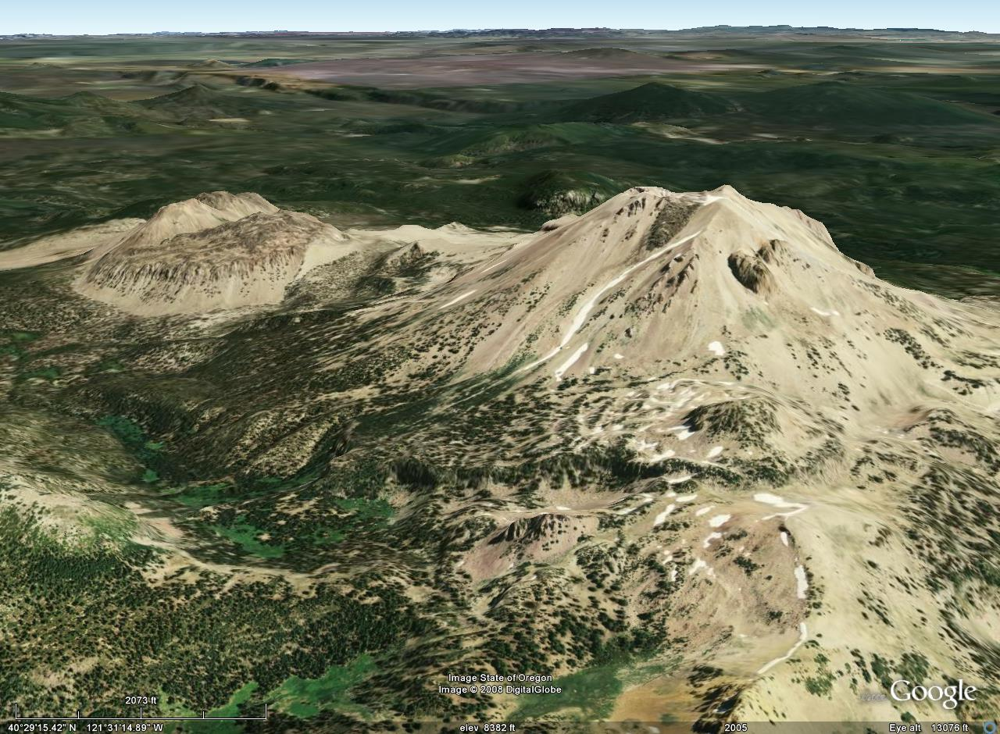 Image State of Oregon
Image © 2008 DigitalGlobe
Google
2073 ft
40°29'15.42" N 121°31'14.89" W elev 8382 ft 2005 Eye alt 13076 ft